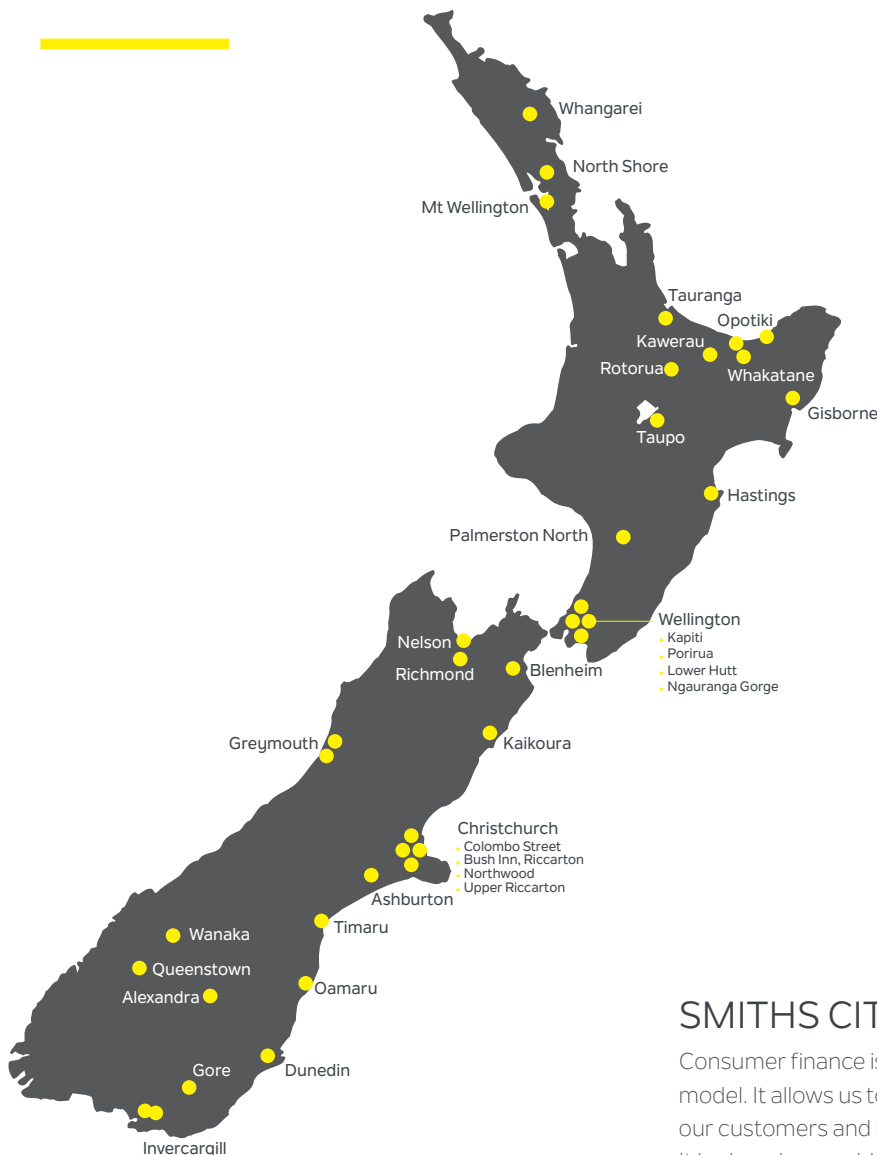 Whangarei
North Shore
Mt Wellington
Tauranga
Opotiki
Kawerau
Rotorua
Whakatane
Gisborne
Taupo
Hastings
Palmerston North
Wellington
Kapiti
Porirua
Lower Hutt
Ngauranga Gorge
Nelson
Richmond
Blenheim
Greymouth
Kaikoura
Christchurch
Colombo Street
Bush Inn, Riccarton
Northwood
Upper Riccarton
Ashburton
Timaru
Wanaka
Queenstown
Alexandra
Oamaru
Dunedin
Gore
Invercargill
SMITHS CIT
Consumer finance is
model. It allows us to
our customers and